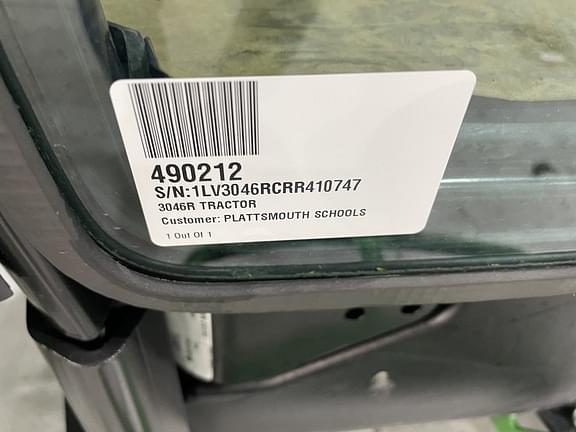 490212
S/N:1LV3046RCRR410747
3046R TRACTOR
Customer: PLATTSMOUTH SCHOOLS
1 Out Of 1